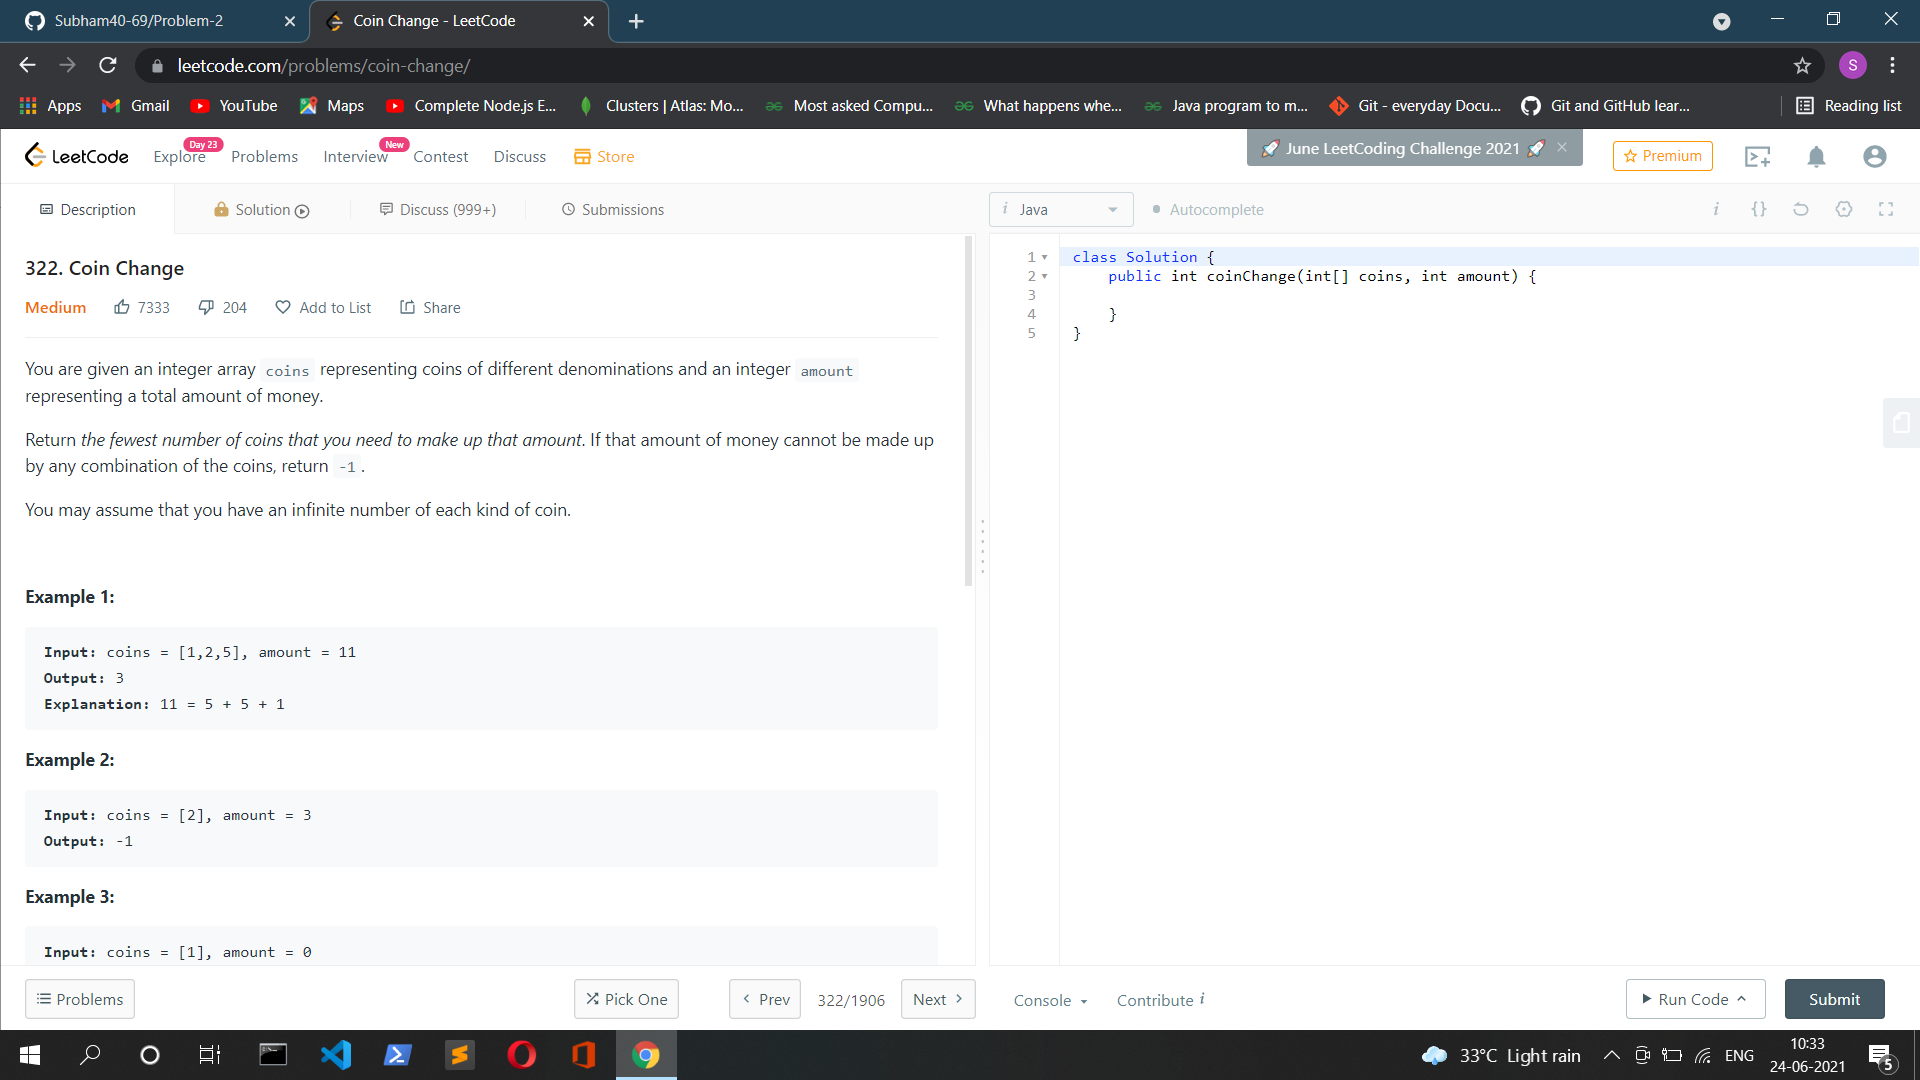 Subham40-69/Problem-2
Coin Change - LeetCode
leetcode.com/problems/coin-change/
S
Apps
Gmail
YouTube
Maps
Complete Node.js E...
Clusters | Atlas: Mo...
Most asked Compu...
What happens whe...
Java program to m...
Git - everyday Docu...
Git and GitHub lear...
Reading list
LeetCode
Explore
Day 23
Problems
Interview
New
Contest
Discuss
Store
June LeetCoding Challenge 2021
Premium
Description
Solution
Discuss (999+)
Submissions
i Java
Autocomplete
i
{}
322. Coin Change
Medium
7333
204
Add to List
Share
You are given an integer array coins representing coins of different denominations and an integer amount
representing a total amount of money.
Return the fewest number of coins that you need to make up that amount. If that amount of money cannot be made up
by any combination of the coins, return -1.
You may assume that you have an infinite number of each kind of coin.
Example 1:
Input: coins = [1,2,5], amount = 11
Output: 3
Explanation: 11 = 5 + 5 + 1
Example 2:
Input: coins = [2], amount = 3
Output: -1
Example 3:
Input: coins = [1], amount = 0
1 class Solution {
2 public int coinChange(int[] coins, int amount) {
3
4 }
5 }
Problems
Pick One
Prev
322/1906
Next
Console
Contribute i
Run Code
Submit
33°C Light rain
ENG
10:33
24-06-2021
5